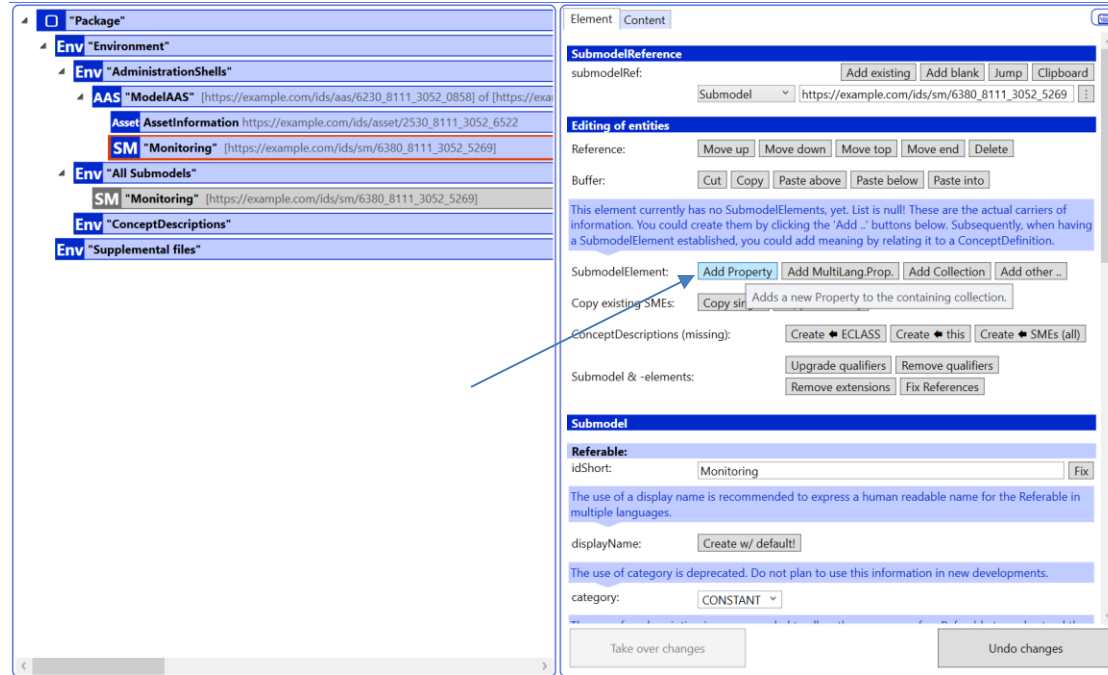 "Package"
Env "Environment"
Env "AdministrationShells"
AAS "ModelAAS" [https://example.com/ids/aas/6230_8111_3052_0858] of [https://exa
Asset AssetInformation https://example.com/ids/asset/2530_8111_3052_6522
SM "Monitoring" [https://example.com/ids/sm/6380_8111_3052_5269]
Env "All Submodels"
SM "Monitoring" [https://example.com/ids/sm/6380_8111_3052_5269]
Env "ConceptDescriptions"
Env "Supplemental files"
Element Content
SubmodelReference
submodelRef: Add existing Add blank Jump Clipboard
Submodel https://example.com/ids/sm/6380_8111_3052_5269
Editing of entities
Reference: Move up Move down Move top Move end Delete
Buffer: Cut Copy Paste above Paste below Paste into
This element currently has no SubmodelElements, yet. List is null! These are the actual carriers of
information. You could create them by clicking the 'Add ..' buttons below. Subsequently, when having
a SubmodelElement established, you could add meaning by relating it to a ConceptDefinition.
SubmodelElement: Add Property Add MultiLang.Prop. Add Collection Add other ..
Adds a new Property to the containing collection.
Copy existing SMEs:
ConceptDescriptions (missing): Create 🡄 ECLASS Create 🡄 this Create 🡄 SMEs (all)
Submodel & -elements: Upgrade qualifiers Remove qualifiers
Remove extensions Fix References
Submodel
Referable:
idShort: Monitoring Fix
The use of a display name is recommended to express a human readable name for the Referable in
multiple languages.
displayName: Create w/ default!
The use of category is deprecated. Do not plan to use this information in new developments.
category: CONSTANT
Take over changes Undo changes